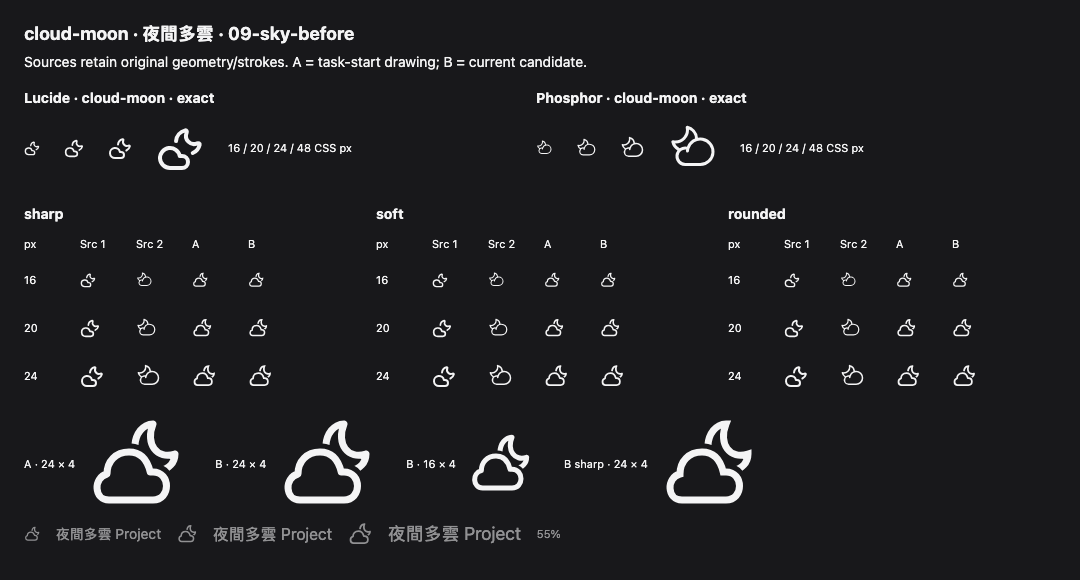 cloud-moon · 夜間多雲 · 09-sky-before
Sources retain original geometry/strokes. A = task-start drawing; B = current candidate.
Lucide · cloud-moon · exact
16 / 20 / 24 / 48 CSS px
Phosphor · cloud-moon · exact
16 / 20 / 24 / 48 CSS px
sharp
px Src 1 Src 2 A B
16
20
24
soft
px Src 1 Src 2 A B
16
20
24
rounded
px Src 1 Src 2 A B
16
20
24
A · 24 × 4
B · 24 × 4
B · 16 × 4
B sharp · 24 × 4
夜間多雲 Project
夜間多雲 Project
夜間多雲 Project
55%